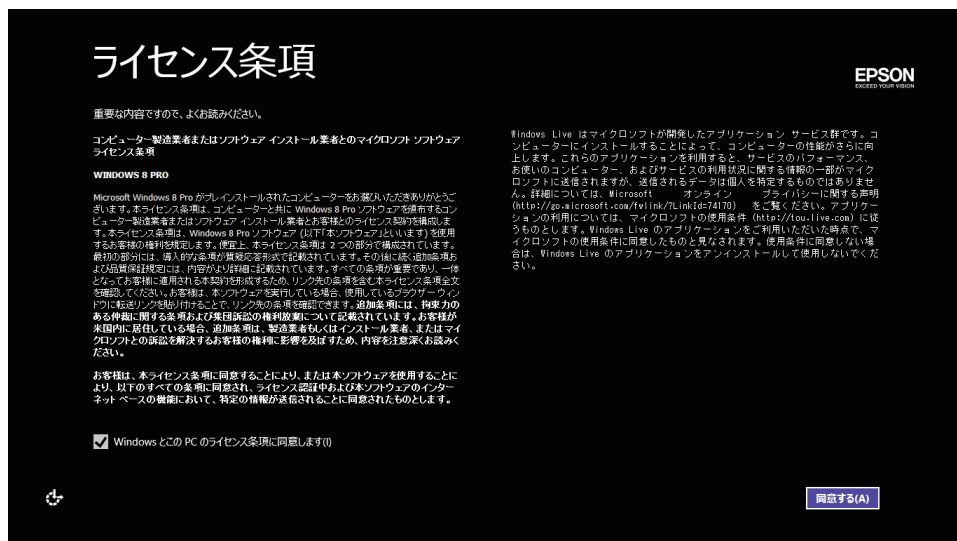 ライセンス条項
EPSON
EXCEED YOUR VISION
重要な内容ですので、よくお読みください。
コンピューター製造業者またはソフトウェア インストール業者とのマイクロソフト ソフトウェア
ライセンス条項
WINDOWS 8 PRO
Microsoft Windows 8 Pro がプレインストールされたコンピューターをお選びいただきありがとうご
ざいます。本ライセンス条項は、コンピューターと共に Windows 8 Pro ソフトウェアを頒布するコン
ピューター製造業者またはソフトウェア インストール業者とお客様とのライセンス契約を構成しま
す。本ライセンス条項は、Windows 8 Pro ソフトウェア (以下「本ソフトウェア」といいます) を使用
するお客様の権利を規定します。便宜上、本ライセンス条項は 2 つの部分で構成されています。
最初の部分には、導入的な条項が質疑応答形式で記載されています。その後に続く追加条項お
よび品質保証規定には、内容がより詳細に記載されています。すべての条項が重要であり、一体
となってお客様に適用される本契約を形成するため、リンク先の条項を含む本ライセンス条項全文
を確認してください。お客様は、本ソフトウェアを実行している場合、使用しているブラウザー ウィン
ドウに転送リンクを貼り付けることで、リンク先の条項を確認できます。追加条項には、拘束力の
ある仲裁に関する条項および集団訴訟の権利放棄について記載されています。お客様が
米国内に居住している場合、追加条項は、製造業者もしくはインストール業者、またはマイ
クロソフトとの訴訟を解決するお客様の権利に影響を及ぼすため、内容を注意深くお読みく
ださい。
お客様は、本ライセンス条項に同意することにより、または本ソフトウェアを使用することに
より、以下のすべての条項に同意され、ライセンス認証中および本ソフトウェアのインター
ネット ベースの機能において、特定の情報が送信されることに同意されたものとします。
Windows Live はマイクロソフトが開発したアプリケーション サービス群です。コ
ンピューターにインストールすることによって、コンピューターの性能がさらに向
上します。これらのアプリケーションを利用すると、サービスのパフォーマンス、
お使いのコンピューター、およびサービスの利用状況に関する情報の一部がマイク
ロソフトに送信されますが、送信されるデータは個人を特定するものではありませ
ん。詳細については、Microsoft オンライン プライバシーに関する声明
(http://go.microsoft.com/fwlink/?LinkId=74170) をご覧ください。アプリケー
ションの利用については、マイクロソフトの使用条件 (http://tou.live.com) に従
うものとします。Windows Live のアプリケーションをご利用いただいた時点で、マ
イクロソフトの使用条件に同意したものと見なされます。使用条件に同意しない場
合は、Windows Live のアプリケーションをアンインストールして使用しないでくだ
さい。
Windows とこの PC のライセンス条項に同意します(I)
同意する(A)